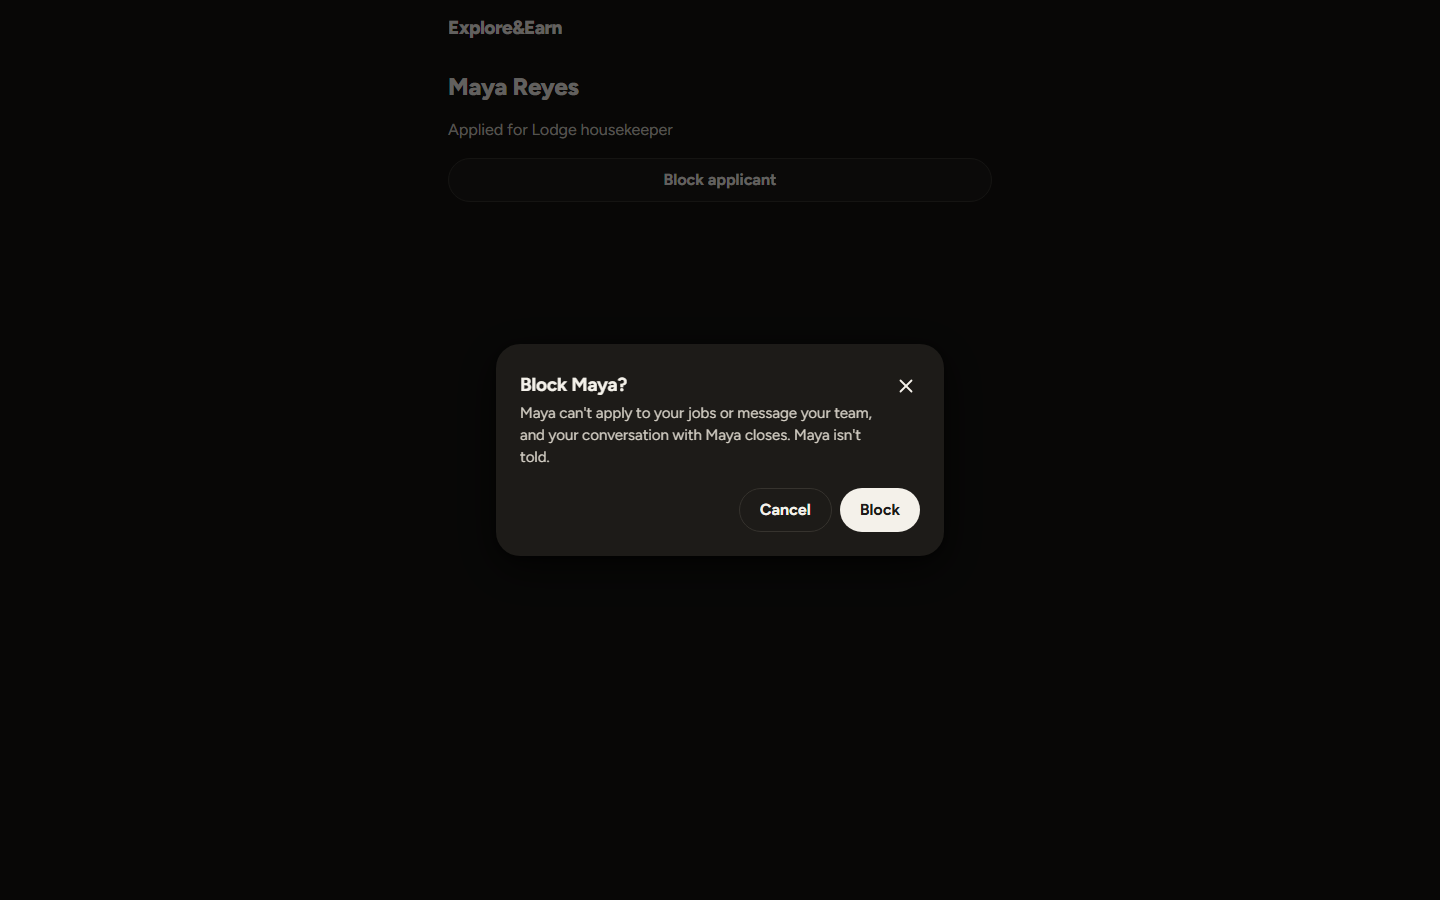 Explore&Earn
Maya Reyes
Applied for Lodge housekeeper
Block applicant
Block Maya?
Maya can't apply to your jobs or message your team,
and your conversation with Maya closes. Maya isn't
told.
Cancel
Block